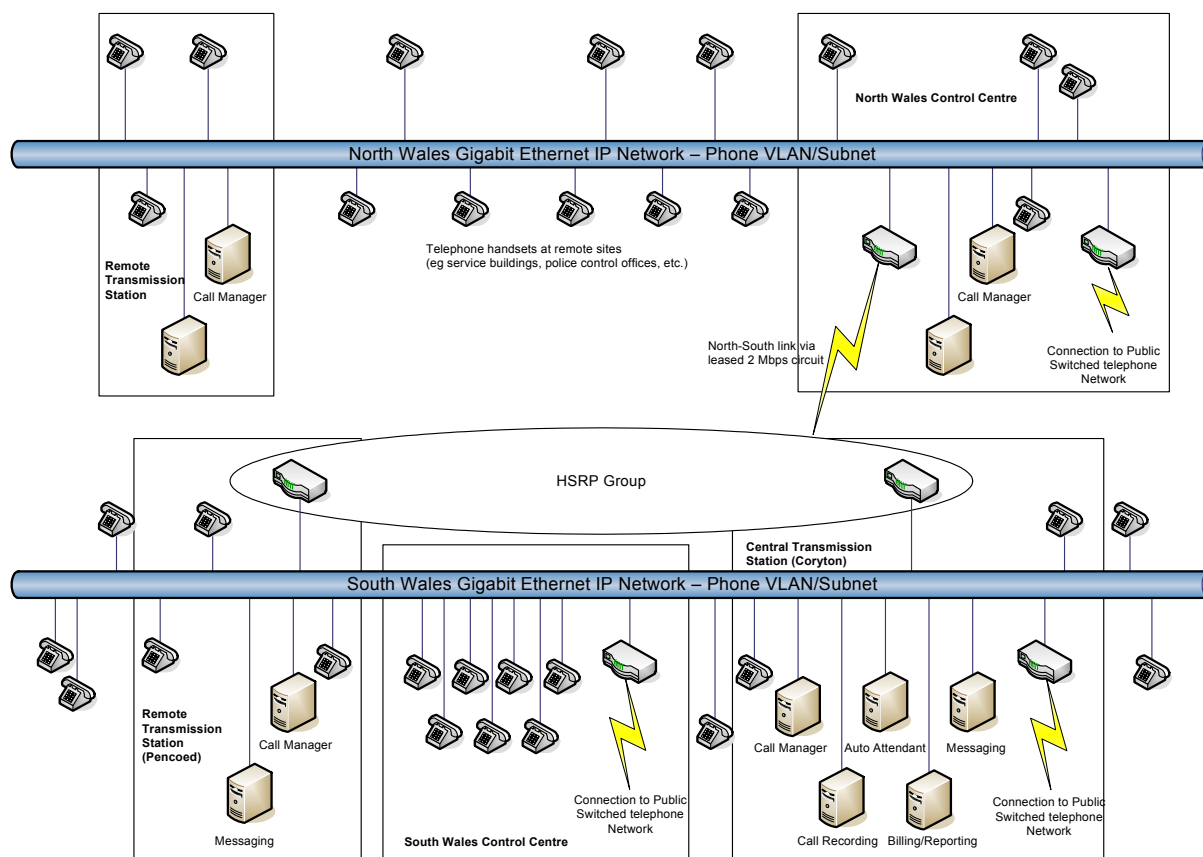 North Wales Control Centre
North Wales Gigabit Ethernet IP Network – Phone VLAN/Subnet
Telephone handsets at remote sites
(eg service buildings, police control offices, etc.)
Remote
Transmission
Station
Call Manager
Call Manager
North-South link via
leased 2 Mbps circuit
Connection to Public
Switched telephone
Network
HSRP Group
Central Transmission
Station (Coryton)
South Wales Gigabit Ethernet IP Network – Phone VLAN/Subnet
Remote
Transmission
Station
(Pencoed)
Call Manager
Messaging
Connection to Public
Switched telephone
Network
South Wales Control Centre
Call Manager
Auto Attendant
Messaging
Call Recording
Billing/Reporting
Connection to Public
Switched telephone
Network